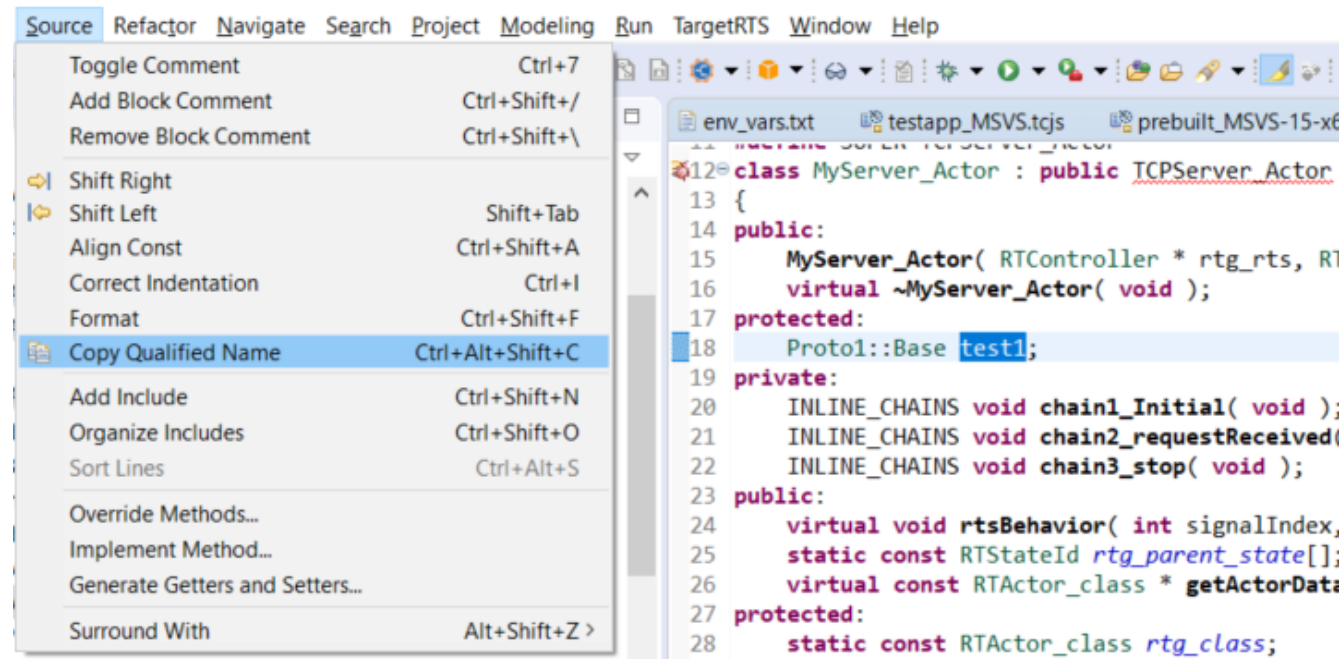 Source Refactor Navigate Search Project Modeling Run TargetRTS Window Help
Toggle Comment Ctrl+7
Add Block Comment Ctrl+Shift+/
Remove Block Comment Ctrl+Shift+\
Shift Right
Shift Left Shift+Tab
Align Const Ctrl+Shift+A
Correct Indentation Ctrl+I
Format Ctrl+Shift+F
Copy Qualified Name Ctrl+Alt+Shift+C
Add Include Ctrl+Shift+N
Organize Includes Ctrl+Shift+O
Sort Lines Ctrl+Alt+S
Override Methods...
Implement Method...
Generate Getters and Setters...
Surround With Alt+Shift+Z >
env_vars.txt testapp_MSVS.tcjs prebuilt_MSVS-15-x6
11 #define SUPER TCPServer_Actor
12 class MyServer_Actor : public TCPServer_Actor
13 {
14 public:
15 MyServer_Actor( RTController * rtg_rts, RT
16 virtual ~MyServer_Actor( void );
17 protected:
18 Proto1::Base test1;
19 private:
20 INLINE_CHAINS void chain1_Initial( void );
21 INLINE_CHAINS void chain2_requestReceived(
22 INLINE_CHAINS void chain3_stop( void );
23 public:
24 virtual void rtsBehavior( int signalIndex,
25 static const RTStateId rtg_parent_state[];
26 virtual const RTActor_class * getActorData
27 protected:
28 static const RTActor_class rtg_class;